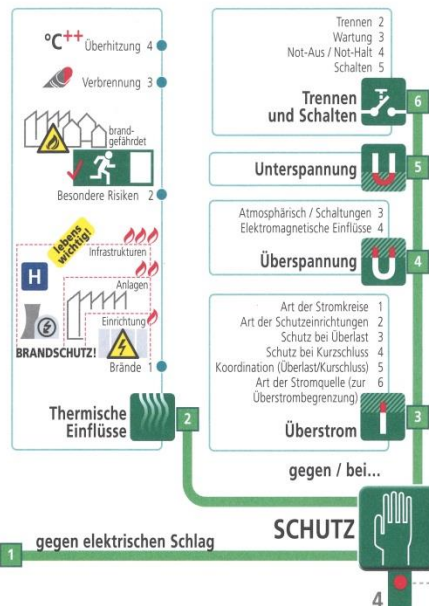 °C++ Überhitzung 4
Verbrennung 3
brand-
gefährdet
Besondere Risiken 2
lebens
wichtig!
Infrastrukturen
H
Anlagen
Einrichtung
BRANDSCHUTZ!
Brände 1
Thermische
Einflüsse
2
Trennen 2
Wartung 3
Not-Aus / Not-Halt 4
Schalten 5
Trennen
und Schalten
6
Unterspannung
5
Atmosphärisch / Schaltungen 3
Elektromagnetische Einflüsse 4
Überspannung
4
Art der Stromkreise 1
Art der Schutzeinrichtungen 2
Schutz bei Überlast 3
Schutz bei Kurzschluss 4
Koordination (Überlast/Kurschluss) 5
Art der Stromquelle (zur 6
Überstrombegrenzung)
Überstrom
3
gegen / bei...
SCHUTZ
1
gegen elektrischen Schlag
4